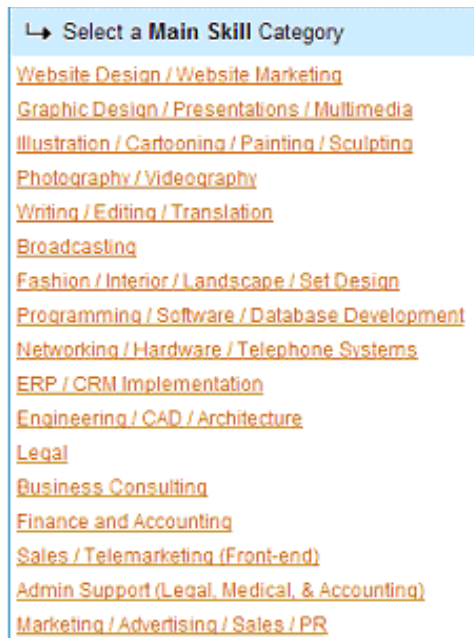 Select a Main Skill Category
Website Design / Website Marketing
Graphic Design / Presentations / Multimedia
Illustration / Cartooning / Painting / Sculpting
Photography / Videography
Writing / Editing / Translation
Broadcasting
Fashion / Interior / Landscape / Set Design
Programming / Software / Database Development
Networking / Hardware / Telephone Systems
ERP / CRM Implementation
Engineering / CAD / Architecture
Legal
Business Consulting
Finance and Accounting
Sales / Telemarketing (Front-end)
Admin Support (Legal, Medical, & Accounting)
Marketing / Advertising / Sales / PR